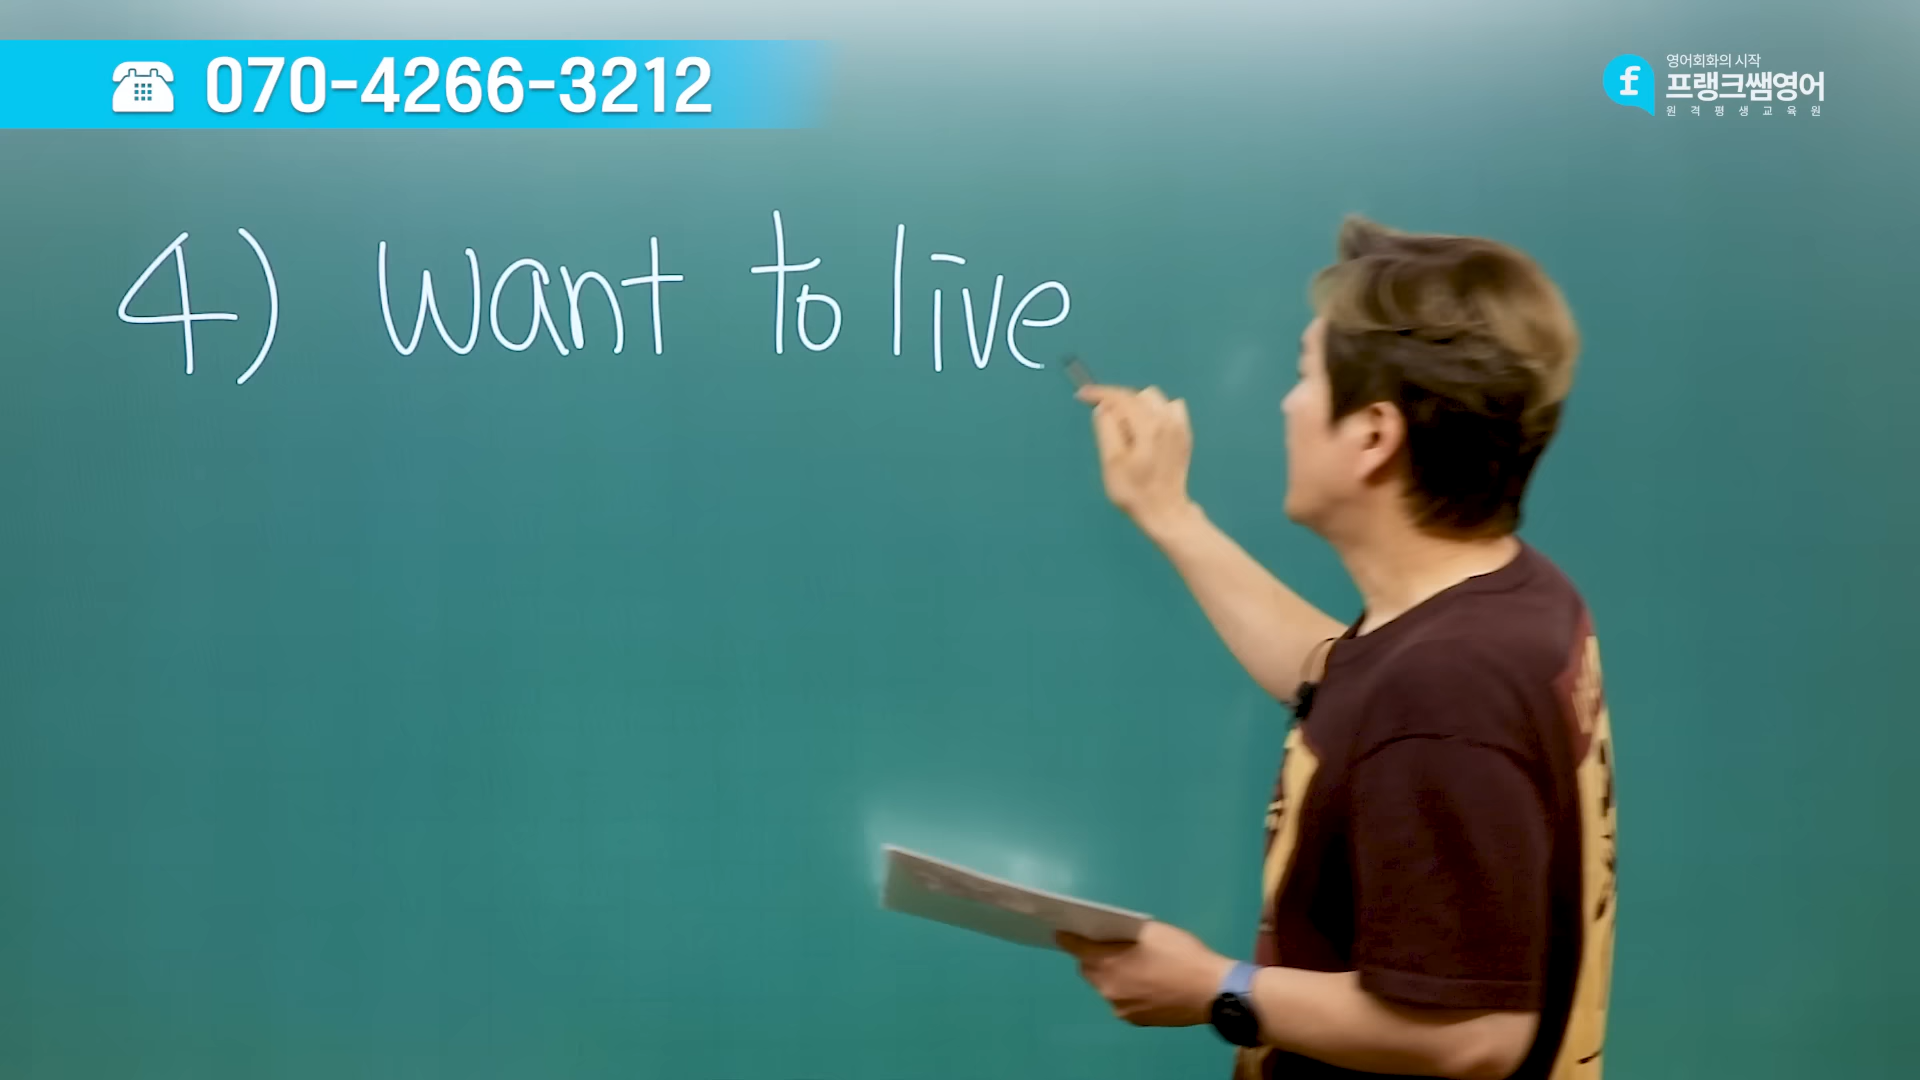 070-4266-3212
영어회화의 시작
프랭크쌤영어
원격평생교육원
4) want to live